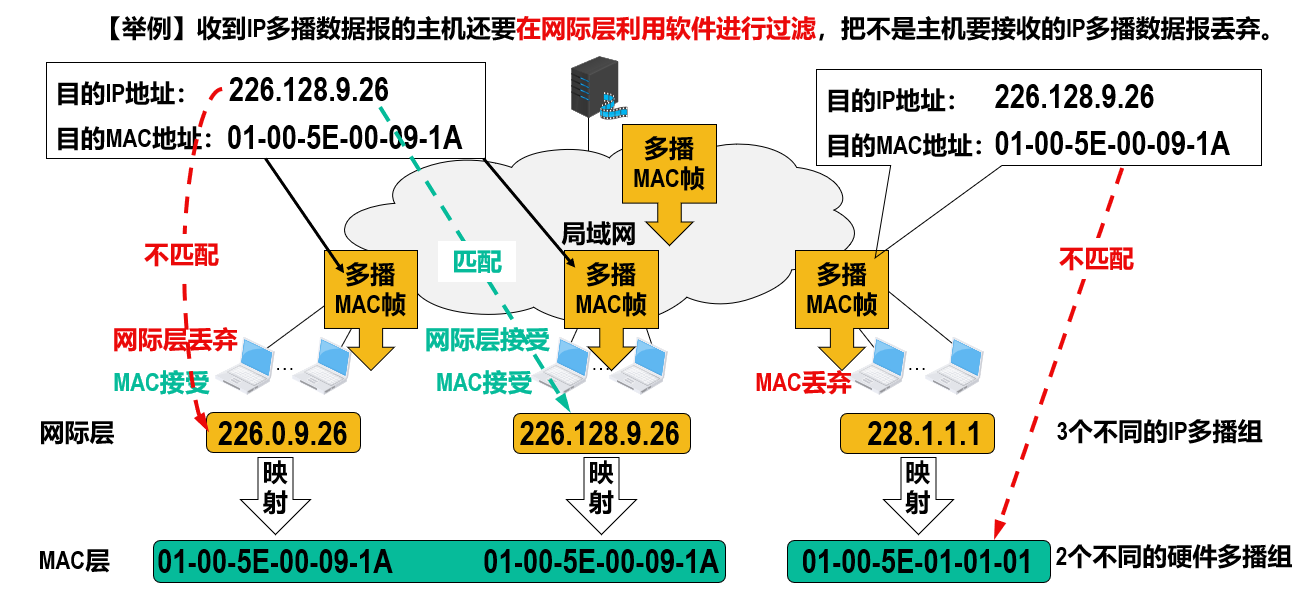 【举例】收到IP多播数据报的主机还要在网际层利用软件进行过滤，把不是主机要接收的IP多播数据报丢弃。
目的IP地址： 226.128.9.26
目的MAC地址：01-00-5E-00-09-1A
目的IP地址： 226.128.9.26
目的MAC地址：01-00-5E-00-09-1A
多播
MAC帧
局域网
不匹配
匹配
不匹配
多播
MAC帧
多播
MAC帧
多播
MAC帧
网际层丢弃
MAC接受
...
网际层接受
MAC接受
...
MAC丢弃
...
网际层
226.0.9.26
226.128.9.26
228.1.1.1
3个不同的IP多播组
映
射
映
射
映
射
MAC层
01-00-5E-00-09-1A
01-00-5E-00-09-1A
01-00-5E-01-01-01
2个不同的硬件多播组